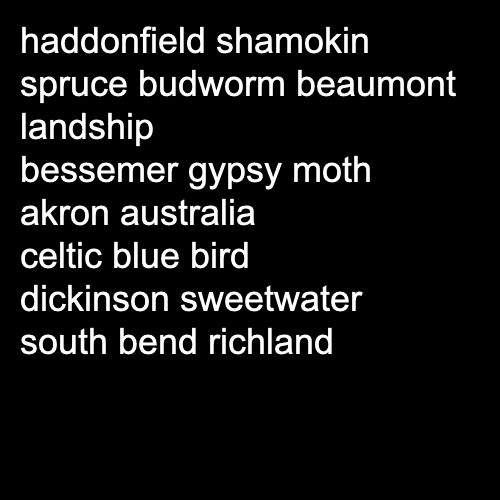 haddonfield shamokin
spruce budworm beaumont
landship
bessemer gypsy moth
akron australia
celtic blue bird
dickinson sweetwater
south bend richland